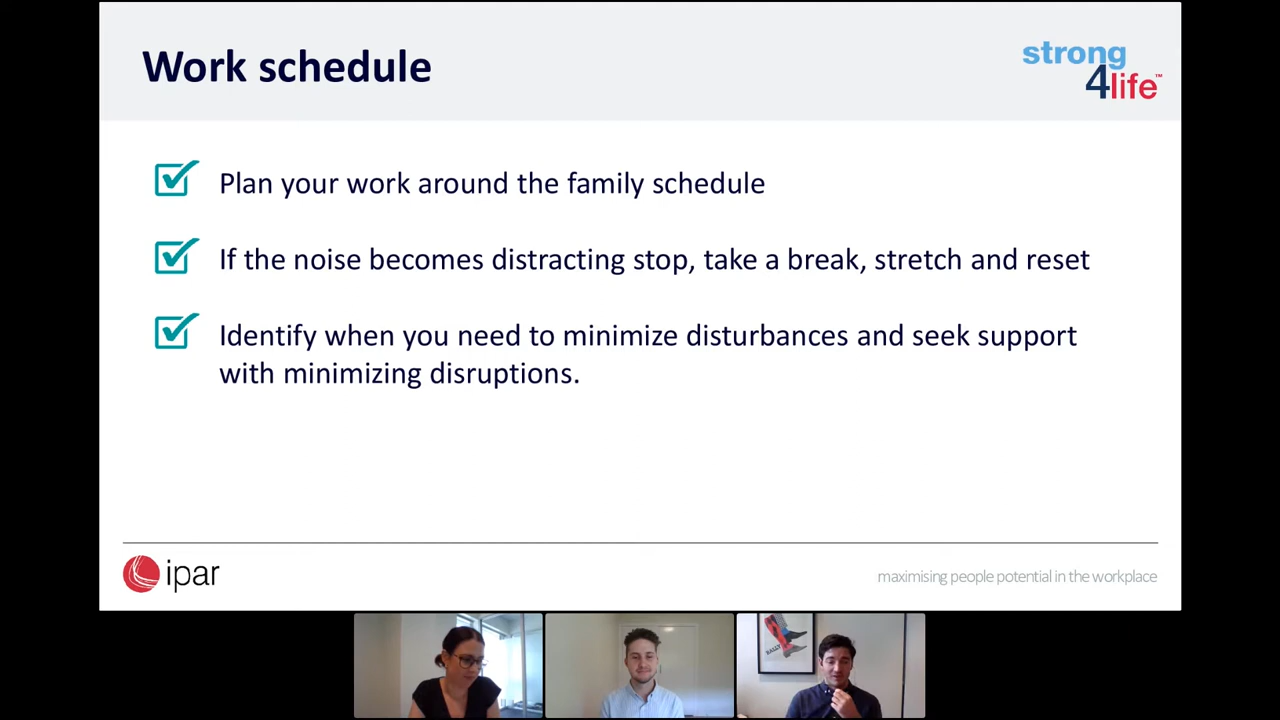 Work schedule
strong
4life™
Plan your work around the family schedule
If the noise becomes distracting stop, take a break, stretch and reset
Identify when you need to minimize disturbances and seek support
with minimizing disruptions.
ipar
maximising people potential in the workplace
RALLY